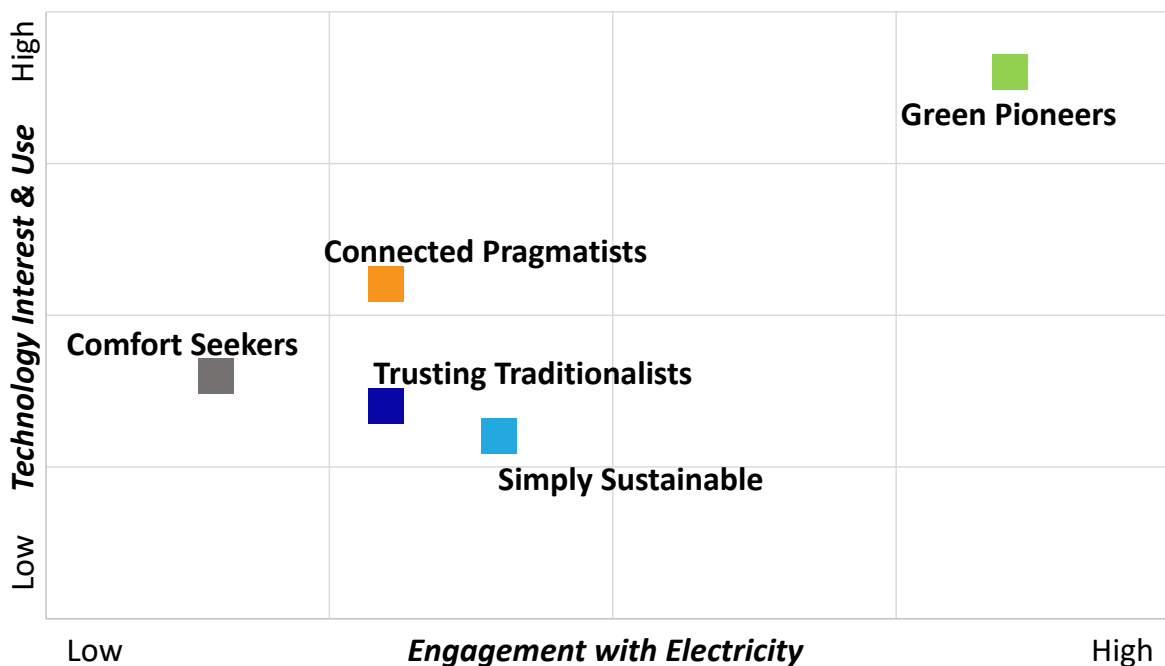 High
Technology Interest & Use
Low
Green Pioneers
Connected Pragmatists
Comfort Seekers
Trusting Traditionalists
Simply Sustainable
Low
Engagement with Electricity
High